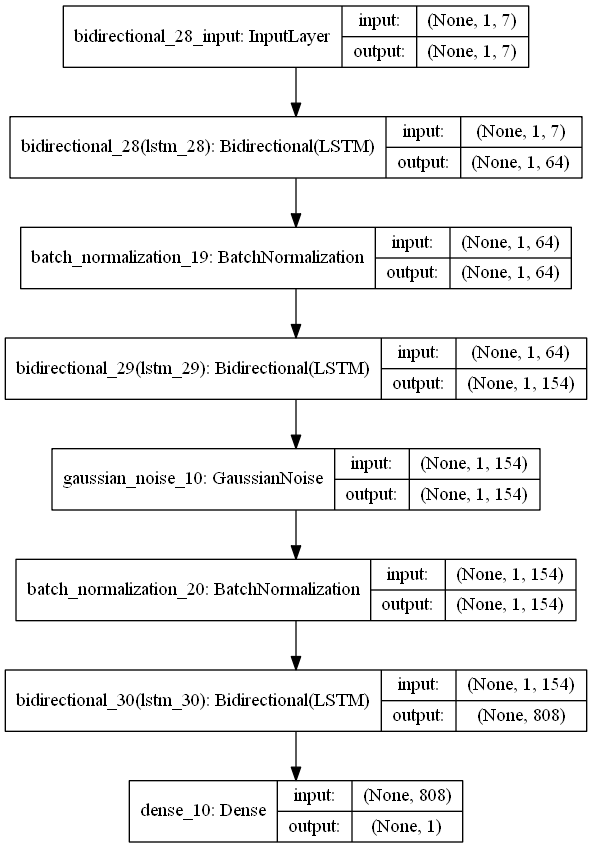 bidirectional_28_input: InputLayer
input: (None, 1, 7)
output: (None, 1, 7)
bidirectional_28(lstm_28): Bidirectional(LSTM)
input: (None, 1, 7)
output: (None, 1, 64)
batch_normalization_19: BatchNormalization
input: (None, 1, 64)
output: (None, 1, 64)
bidirectional_29(lstm_29): Bidirectional(LSTM)
input: (None, 1, 64)
output: (None, 1, 154)
gaussian_noise_10: GaussianNoise
input: (None, 1, 154)
output: (None, 1, 154)
batch_normalization_20: BatchNormalization
input: (None, 1, 154)
output: (None, 1, 154)
bidirectional_30(lstm_30): Bidirectional(LSTM)
input: (None, 1, 154)
output: (None, 808)
dense_10: Dense
input: (None, 808)
output: (None, 1)